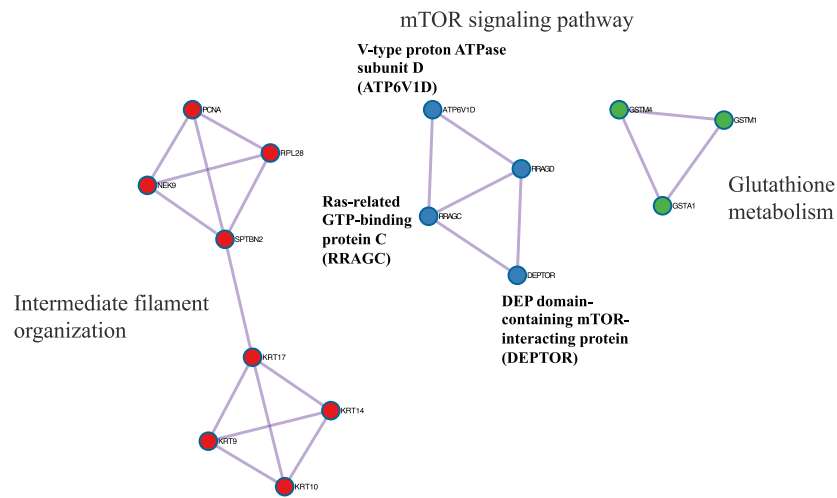 mTOR signaling pathway
V-type proton ATPase
subunit D
(ATP6V1D)
PCNA
ATP6V1D
GSTM4
GSTM1
RPL28
RRAGD
NEK9
Glutathione
metabolism
Ras-related
GTP-binding
protein C
(RRAGC)
RRAGC
GSTA1
SPTBN2
DEPTOR
Intermediate filament
organization
DEP domain-
containing mTOR-
interacting protein
(DEPTOR)
KRT17
KRT14
KRT9
KRT10